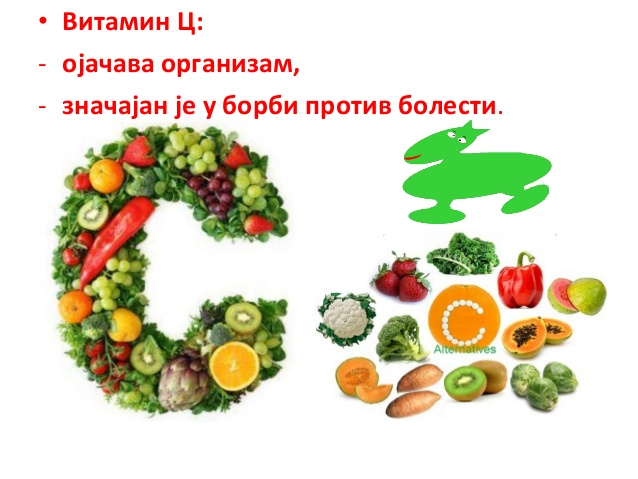 • Витамин Ц:
- ојачава организам,
- значајан је у борби против болести.
C
Alternatives